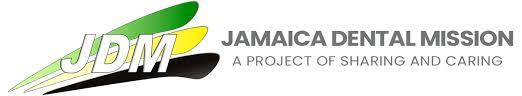 JDM
JAMAICA DENTAL MISSION
A PROJECT OF SHARING AND CARING